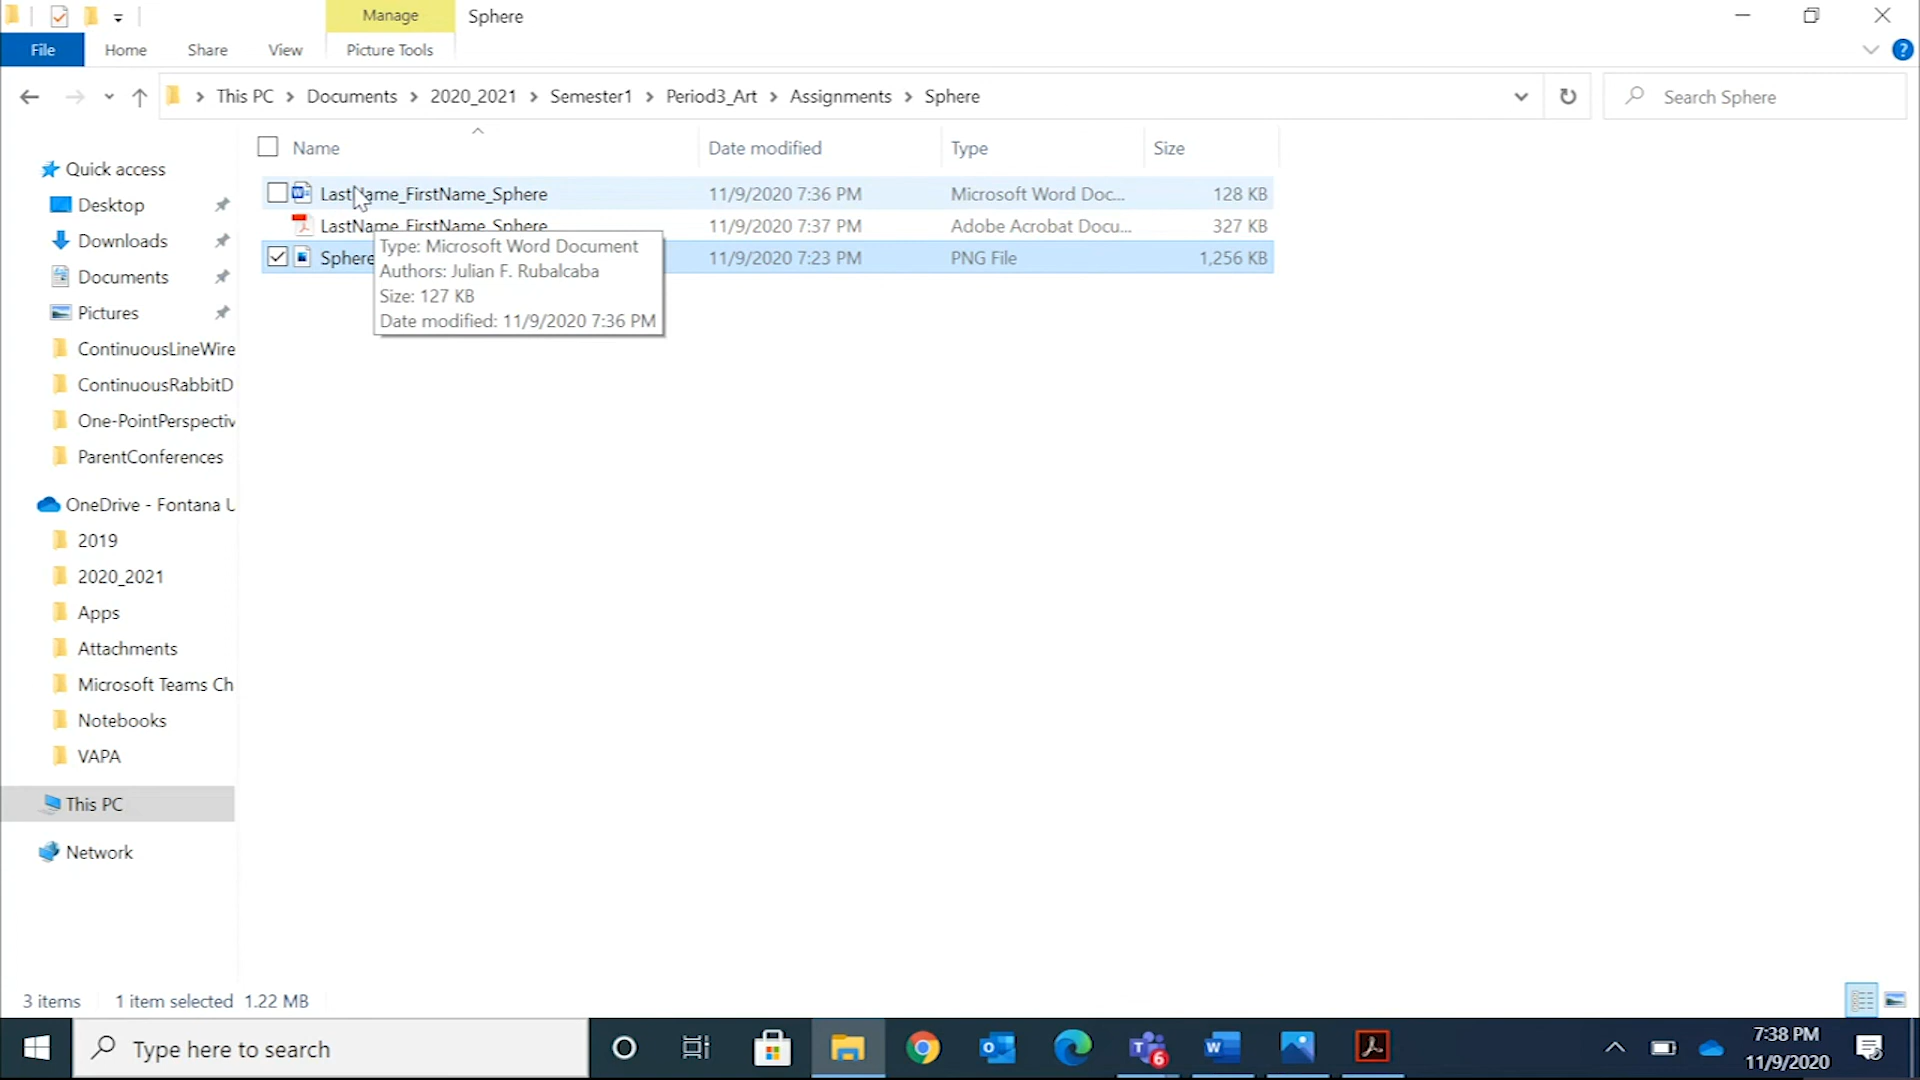 Manage Sphere
File Home Share View Picture Tools
This PC Documents 2020_2021 Semester1 Period3_Art Assignments Sphere Search Sphere
Name Date modified Type Size
LastName_FirstName_Sphere 11/9/2020 7:36 PM Microsoft Word Doc... 128 KB
LastName_FirstName_Sphere 11/9/2020 7:37 PM Adobe Acrobat Docu... 327 KB
Sphere 11/9/2020 7:23 PM PNG File 1,256 KB
Type: Microsoft Word Document
Authors: Julian F. Rubalcaba
Size: 127 KB
Date modified: 11/9/2020 7:36 PM
Quick access
Desktop
Downloads
Documents
Pictures
ContinuousLineWire
ContinuousRabbitD
One-PointPerspectiv
ParentConferences
OneDrive - Fontana U
2019
2020_2021
Apps
Attachments
Microsoft Teams Ch
Notebooks
VAPA
This PC
Network
3 items 1 item selected 1.22 MB
Type here to search
6
7:38 PM
11/9/2020